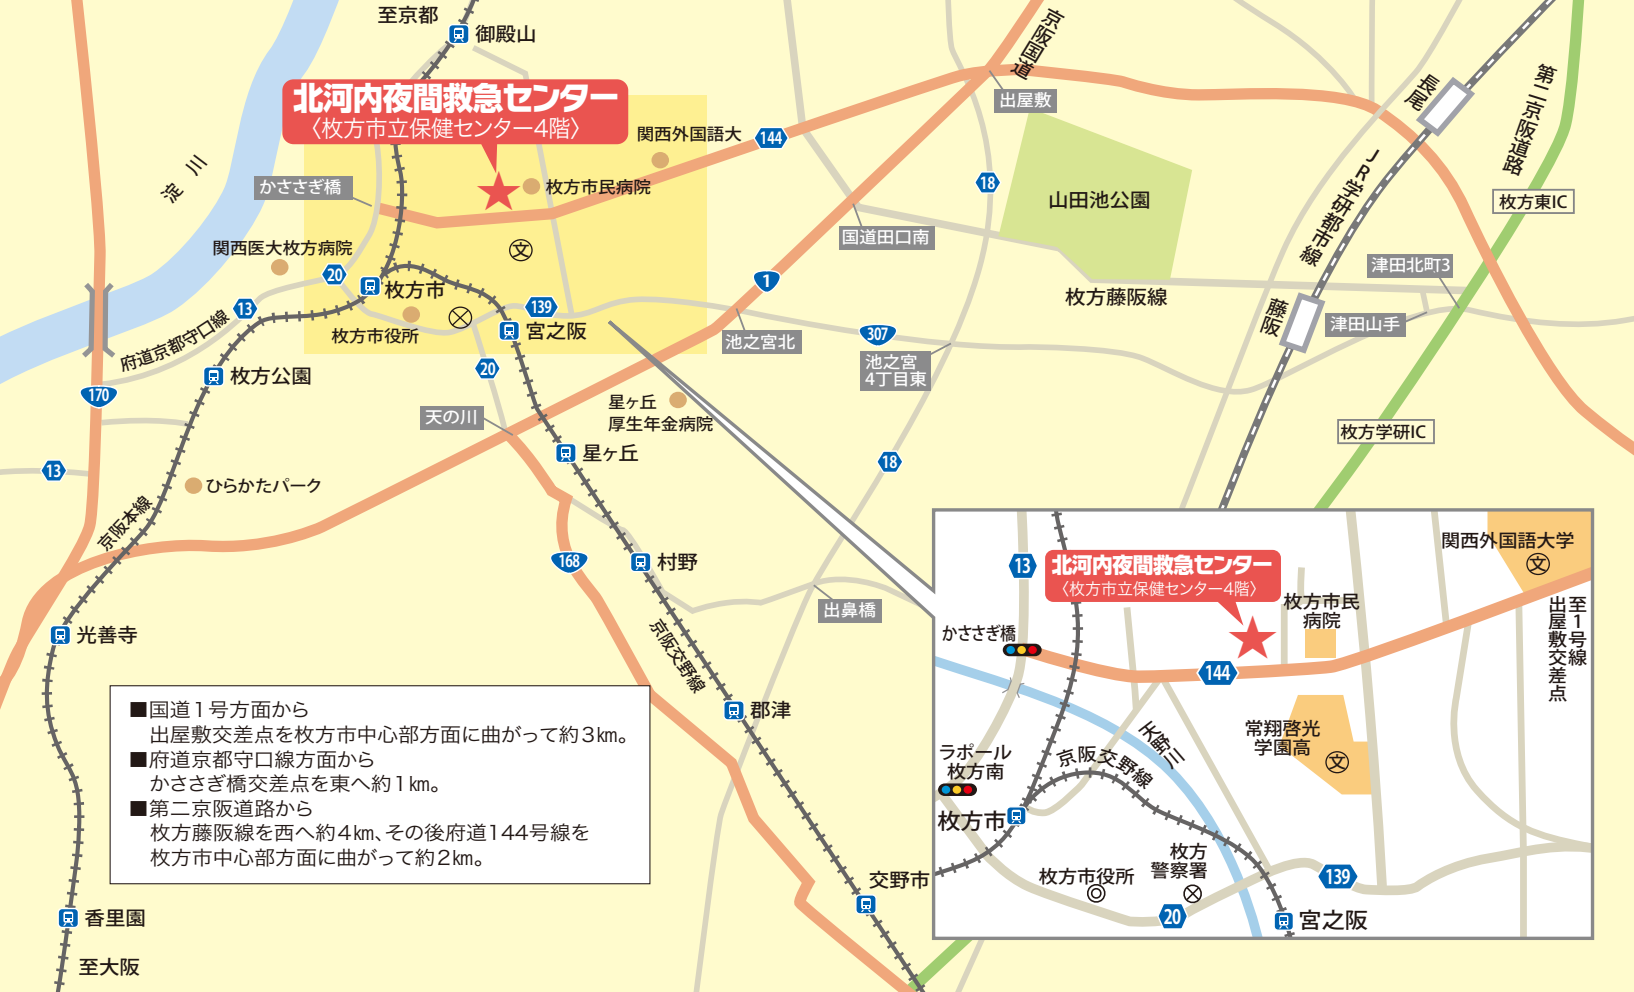 至京都
御殿山
北河内夜間救急センター
〈枚方市立保健センター4階〉
関西外国語大
144
枚方市民病院
かささぎ橋
淀川
関西医大枚方病院
20
枚方市
13
枚方市役所
139
宮之阪
府道京都守口線
枚方公園
170
20
天の川
13
ひらかたパーク
京阪本線
星ヶ丘
厚生年金病院
星ヶ丘
168
村野
京阪交野線
光善寺
郡津
交野市
香里園
至大阪
京阪国道
出屋敷
18
山田池公園
国道田口南
1
枚方藤阪線
池之宮北
307
池之宮
4丁目東
18
出鼻橋
長尾
JR学研都市線
藤阪
第二京阪道路
枚方東IC
津田北町3
津田山手
枚方学研IC
■国道1号方面から
出屋敷交差点を枚方市中心部方面に曲がって約3㎞。
■府道京都守口線方面から
かささぎ橋交差点を東へ約1㎞。
■第二京阪道路から
枚方藤阪線を西へ約4㎞、その後府道144号線を
枚方市中心部方面に曲がって約2㎞。
13
北河内夜間救急センター
〈枚方市立保健センター4階〉
関西外国語大学
文
枚方市民
病院
かささぎ橋
144
至1号線
出屋敷交差点
天野川
常翔啓光
学園高
文
ラポール
枚方南
京阪交野線
枚方市
枚方
警察署
枚方市役所
139
20
宮之阪
文